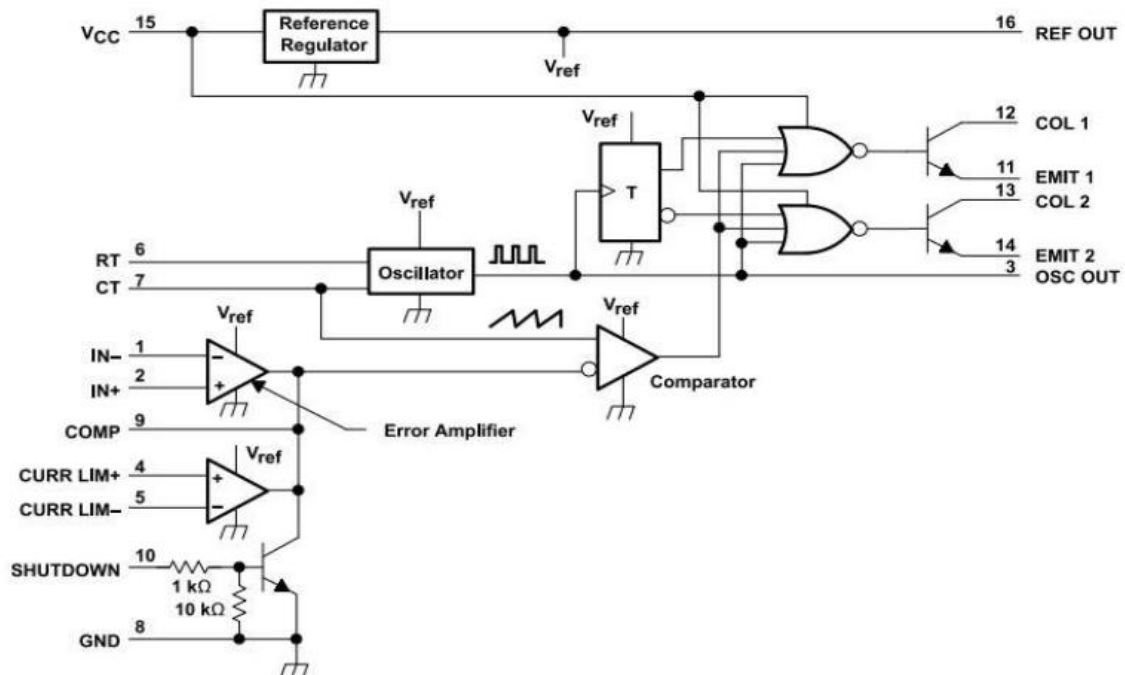 VCC 15
Reference
Regulator
16 REF OUT
Vref
Vref
T
12 COL 1
11 EMIT 1
13 COL 2
14 EMIT 2
3 OSC OUT
Vref
RT 6
CT 7
Oscillator
Vref
IN– 1
IN+ 2
Vref
Comparator
COMP 9
Error Amplifier
Vref
CURR LIM+ 4
CURR LIM– 5
SHUTDOWN 10
1 kΩ
10 kΩ
GND 8